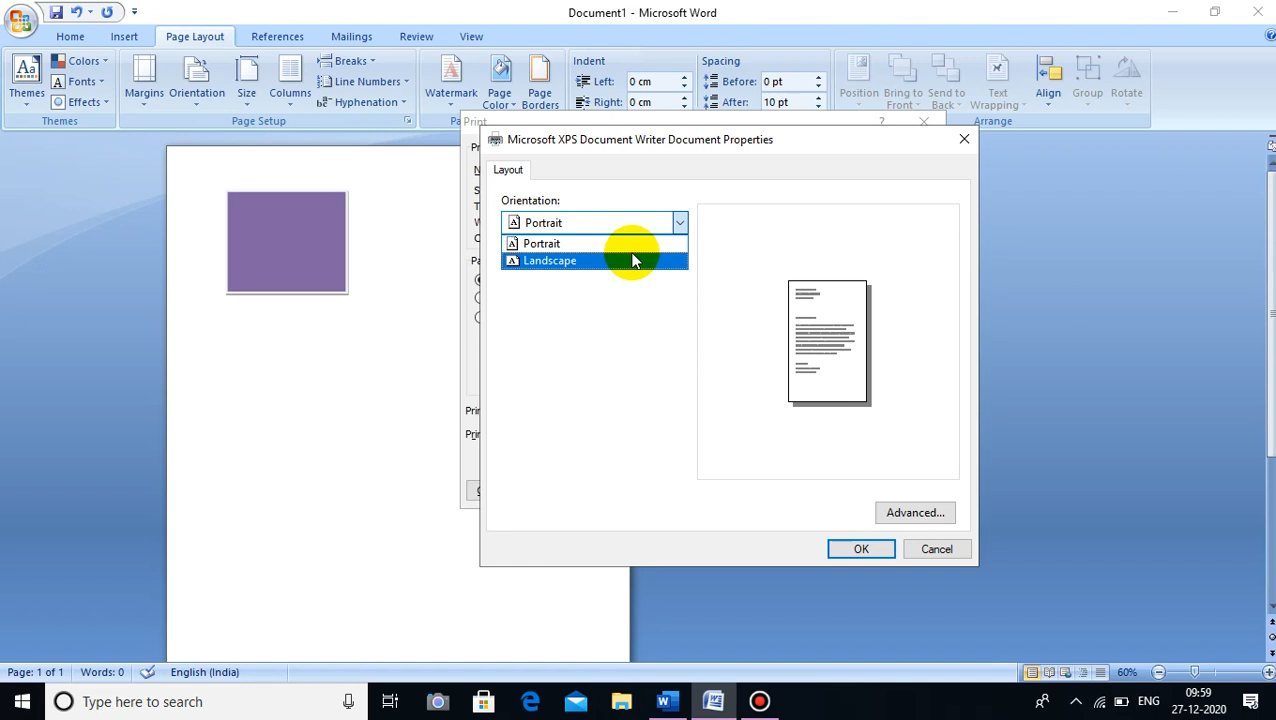 Document1 - Microsoft Word
Home Insert Page Layout References Mailings Review View
Themes
Colors
Fonts
Effects
Themes
Margins Orientation Size Columns
Breaks
Line Numbers
Hyphenation
Page Setup
Watermark Page Color Page Borders
Pa
Indent
Left: 0 cm
Right: 0 cm
Spacing
Before: 0 pt
After: 10 pt
Position Bring to Front Send to Back Text Wrapping Align Group Rotate
Arrange
Print ?
Microsoft XPS Document Writer Document Properties
Layout
Orientation:
Portrait
Portrait
Landscape
Advanced...
OK Cancel
Page: 1 of 1 Words: 0 English (India) 60%
Type here to search
ENG
09:59
27-12-2020